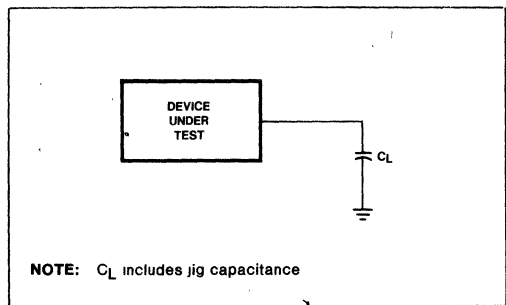 DEVICE
UNDER
TEST
CL
NOTE: CL includes jig capacitance